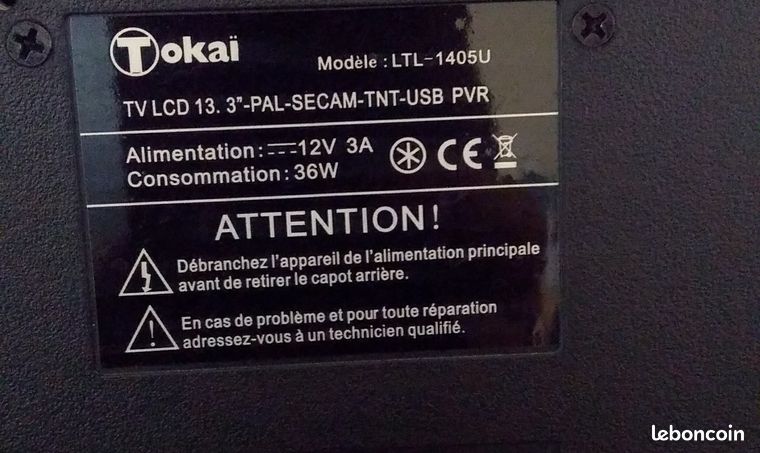 Tokaï
Modèle : LTL-1405U
TV LCD 13. 3"-PAL-SECAM-TNT-USB PVR
Alimentation : ⎓12V 3A
Consommation : 36W
CE
ATTENTION!
Débranchez l'appareil de l'alimentation principale
avant de retirer le capot arrière.
En cas de problème et pour toute réparation
adressez-vous à un technicien qualifié.
leboncoin